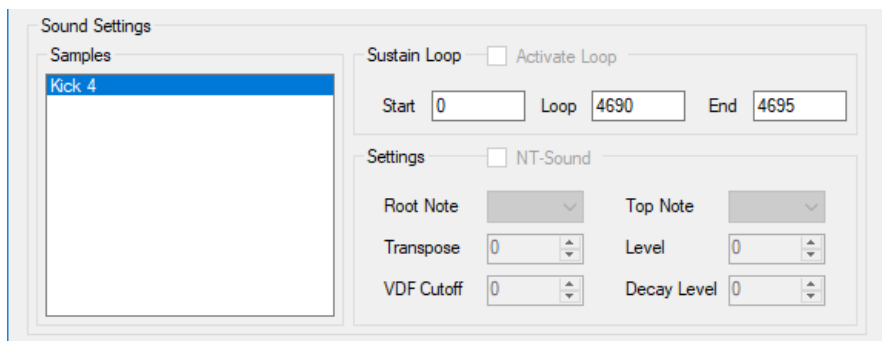 Sound Settings
Samples
Kick 4
Sustain Loop Activate Loop
Start 0 Loop 4690 End 4695
Settings NT-Sound
Root Note Top Note
Transpose 0 Level 0
VDF Cutoff 0 Decay Level 0